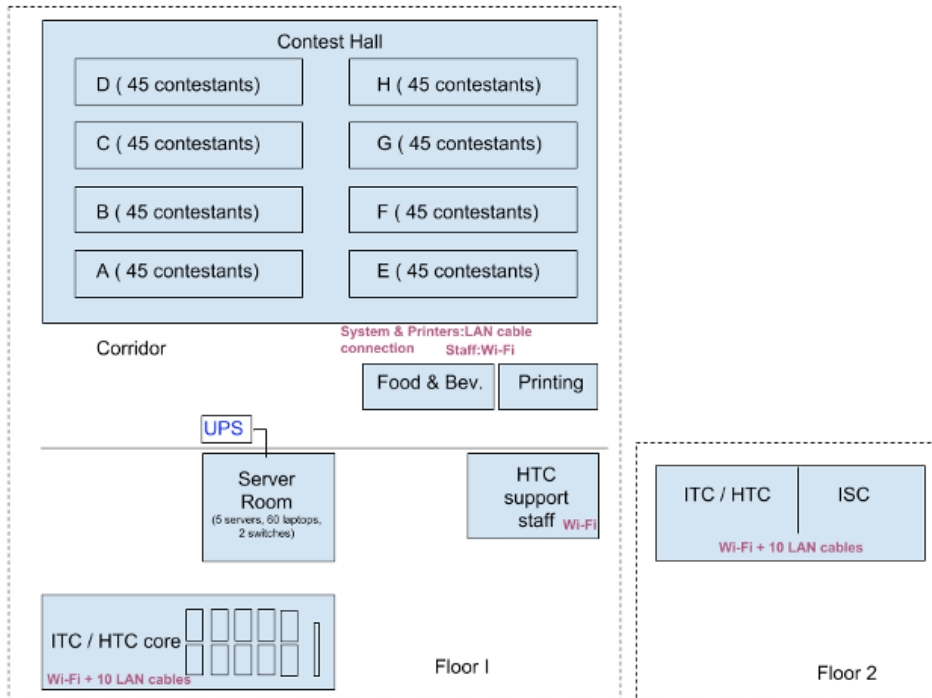 Contest Hall
D ( 45 contestants)
H ( 45 contestants)
C ( 45 contestants)
G ( 45 contestants)
B ( 45 contestants)
F ( 45 contestants)
A ( 45 contestants)
E ( 45 contestants)
System & Printers:LAN cable
connection Staff:Wi-Fi
Corridor
Food & Bev.
Printing
UPS
Server
Room
(5 servers, 60 laptops,
2 switches)
HTC
support
staff Wi-Fi
ITC / HTC
ISC
Wi-Fi + 10 LAN cables
ITC / HTC core
Wi-Fi + 10 LAN cables
Floor I
Floor 2